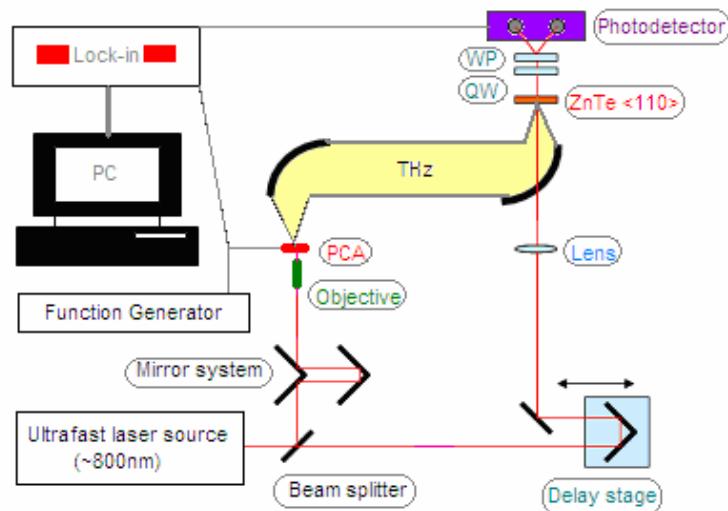 Lock-in
Photodetector
WP
QW
ZnTe <110>
PC
THz
PCA
Lens
Objective
Function Generator
Mirror system
Ultrafast laser source
(~800nm)
Beam splitter
Delay stage